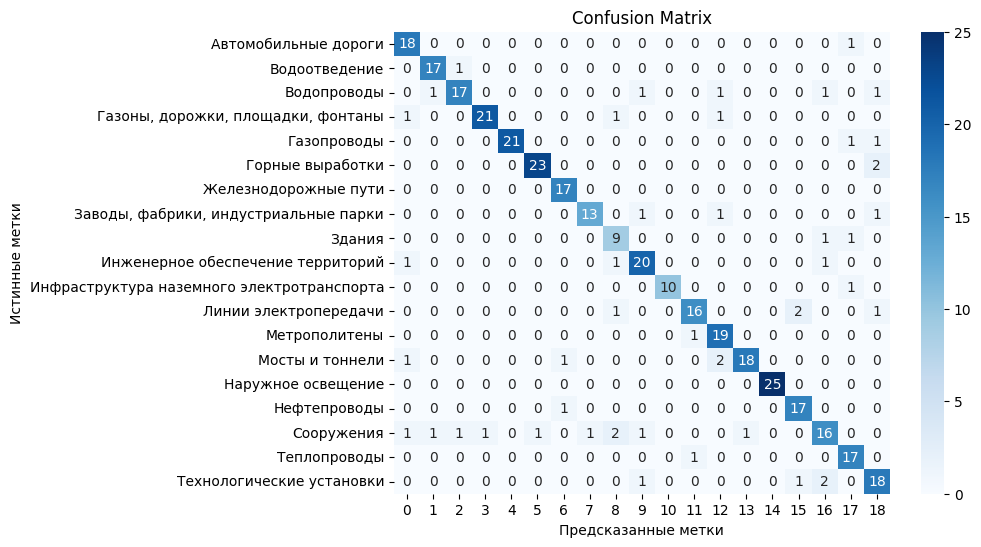 Confusion Matrix
Истинные метки
Автомобильные дороги 18 0 0 0 0 0 0 0 0 0 0 0 0 0 0 0 0 1 0
Водоотведение 0 17 1 0 0 0 0 0 0 0 0 0 0 0 0 0 0 0 0
Водопроводы 0 1 17 0 0 0 0 0 0 1 0 0 1 0 0 0 1 0 1
Газоны, дорожки, площадки, фонтаны 1 0 0 21 0 0 0 0 1 0 0 0 1 0 0 0 0 0 0
Газопроводы 0 0 0 0 21 0 0 0 0 0 0 0 0 0 0 0 0 1 1
Горные выработки 0 0 0 0 0 23 0 0 0 0 0 0 0 0 0 0 0 0 2
Железнодорожные пути 0 0 0 0 0 0 17 0 0 0 0 0 0 0 0 0 0 0 0
Заводы, фабрики, индустриальные парки 0 0 0 0 0 0 0 13 0 1 0 0 1 0 0 0 0 0 1
Здания 0 0 0 0 0 0 0 0 9 0 0 0 0 0 0 0 1 1 0
Инженерное обеспечение территорий 1 0 0 0 0 0 0 0 1 20 0 0 0 0 0 0 1 0 0
Инфраструктура наземного электротранспорта 0 0 0 0 0 0 0 0 0 0 10 0 0 0 0 0 0 1 0
Линии электропередачи 0 0 0 0 0 0 0 0 1 0 0 16 0 0 0 2 0 0 1
Метрополитены 0 0 0 0 0 0 0 0 0 0 0 1 19 0 0 0 0 0 0
Мосты и тоннели 1 0 0 0 0 0 1 0 0 0 0 0 2 18 0 0 0 0 0
Наружное освещение 0 0 0 0 0 0 0 0 0 0 0 0 0 0 25 0 0 0 0
Нефтепроводы 0 0 0 0 0 0 1 0 0 0 0 0 0 0 0 17 0 0 0
Сооружения 1 1 1 1 0 1 0 1 2 1 0 0 0 1 0 0 16 0 0
Теплопроводы 0 0 0 0 0 0 0 0 0 0 0 1 0 0 0 0 0 17 0
Технологические установки 0 0 0 0 0 0 0 0 0 1 0 0 0 0 0 1 2 0 18
0 1 2 3 4 5 6 7 8 9 10 11 12 13 14 15 16 17 18
Предсказанные метки
25
20
15
10
5
0